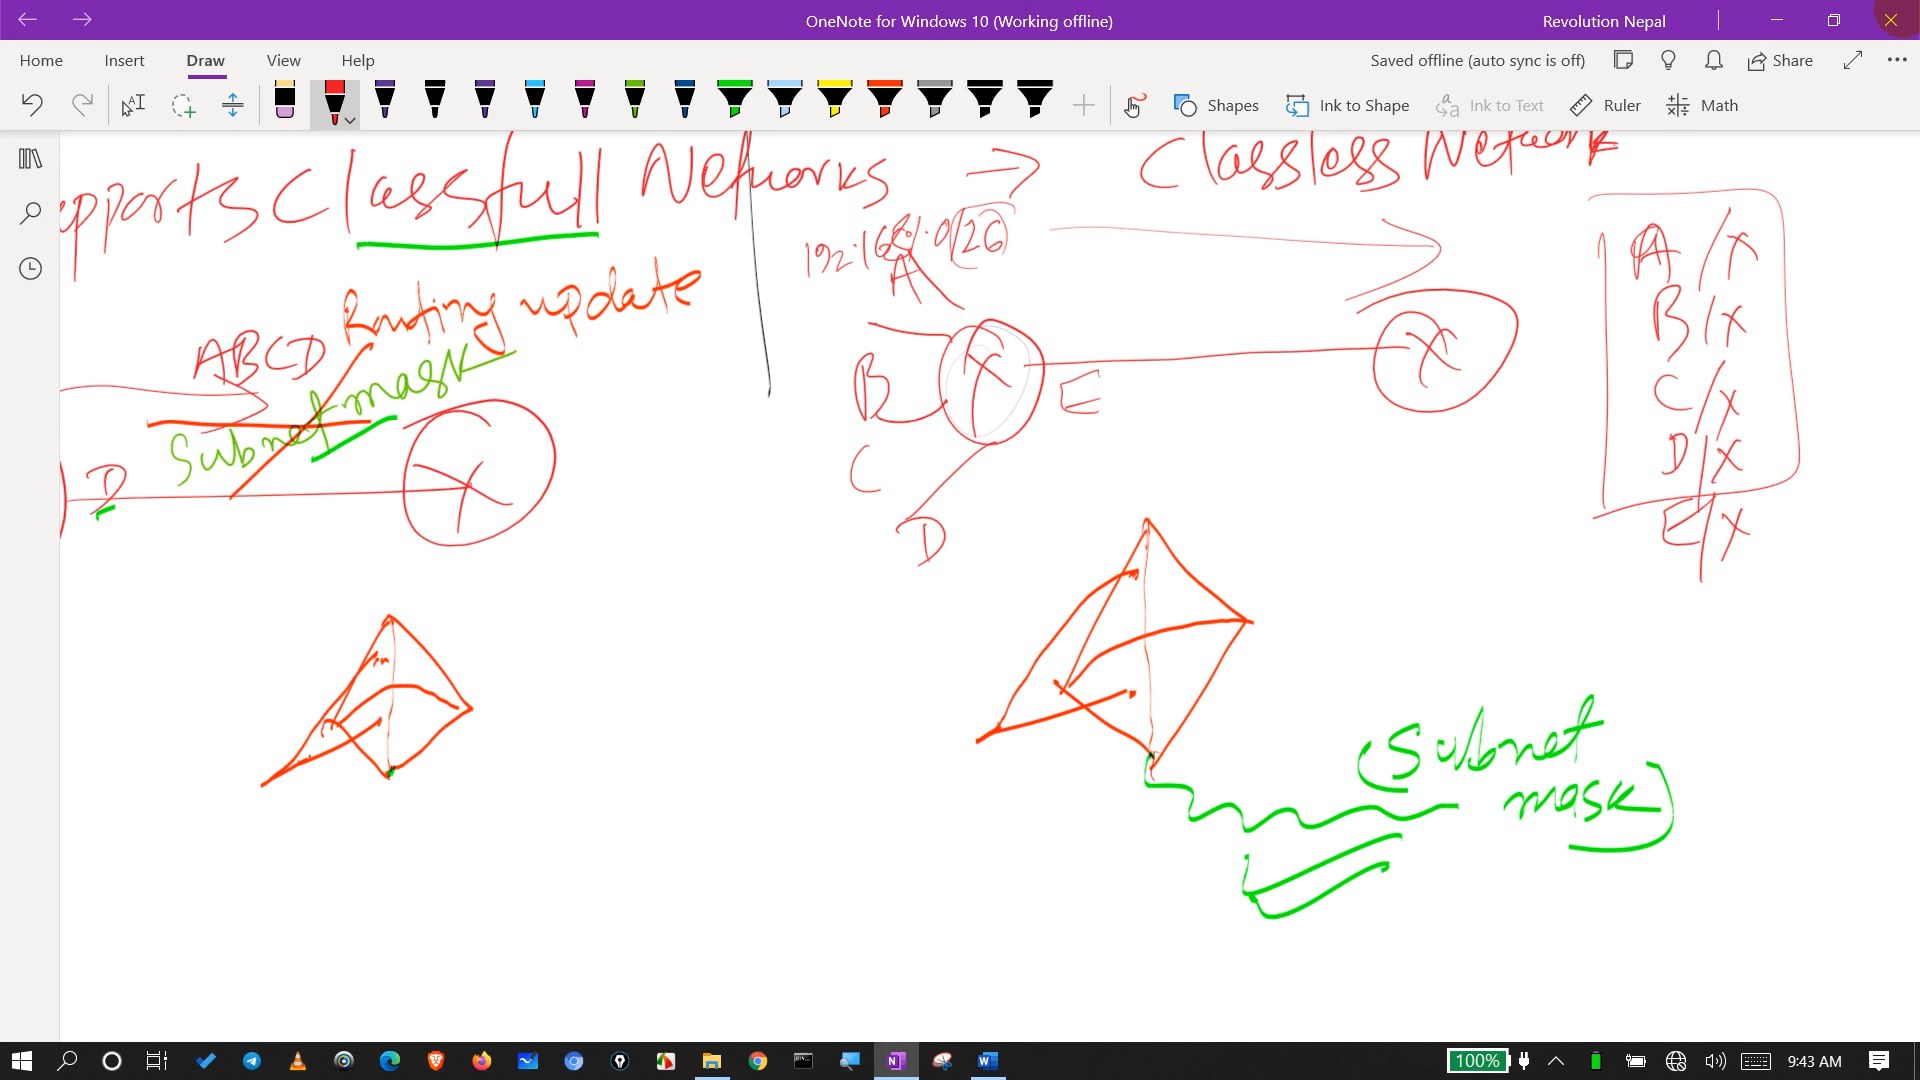 OneNote for Windows 10 (Working offline)
Revolution Nepal
Home Insert Draw View Help
Saved offline (auto sync is off)
Share
Shapes
Ink to Shape
Ink to Text
Ruler
Math
pports Classfull Networks
Classless Network
192.168.1.0/26
A
B
C
D
E
A/X
B/X
C/X
D/X
E/X
Routing update
ABCD
Subnet mask
D
X
X
X
(Subnet
mask)
100%
9:43 AM